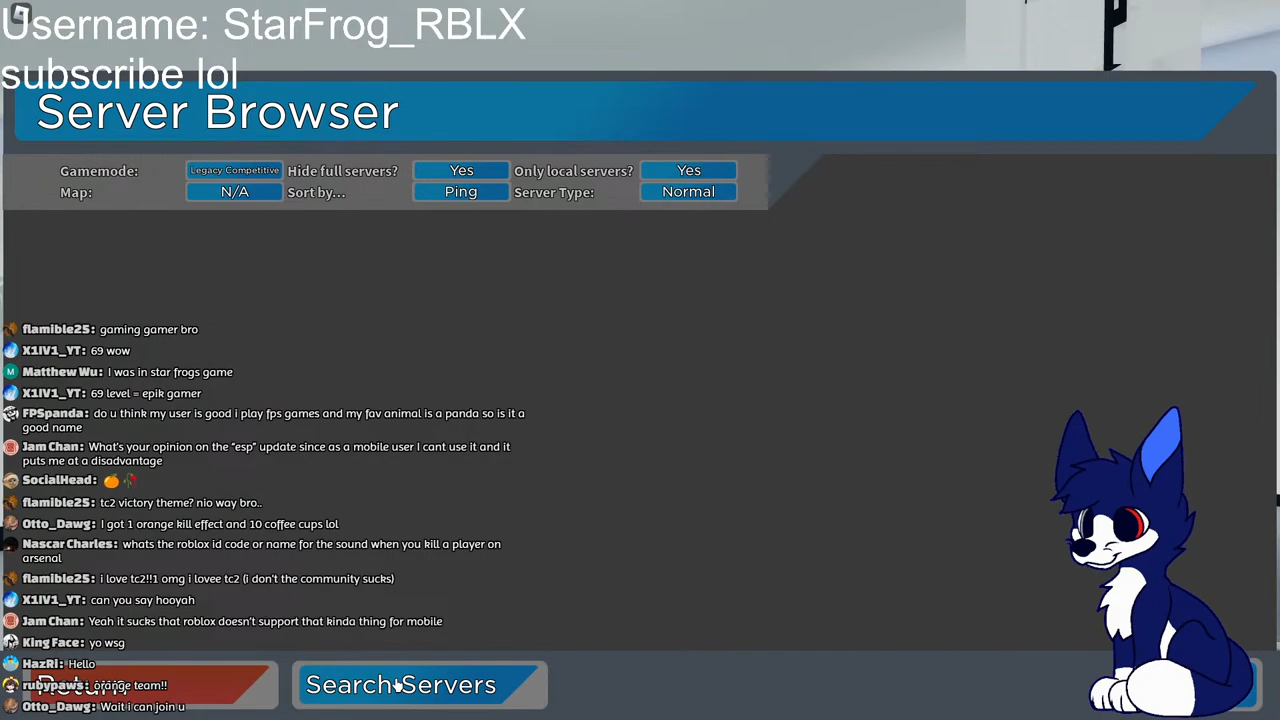 Username: StarFrog_RBLX
subscribe lol
Server Browser
Gamemode: Legacy Competitive Hide full servers? Yes Only local servers? Yes
Map: N/A Sort by... Ping Server Type: Normal
flamible25: gaming gamer bro
X1IV1_YT: 69 wow
M Matthew Wu: I was in star frogs game
X1IV1_YT: 69 level = epik gamer
FPSpanda: do u think my user is good i play fps games and my fav animal is a panda so is it a
good name
Jam Chan: What's your opinion on the "esp" update since as a mobile user I cant use it and it
puts me at a disadvantage
SocialHead: 🍊🥀
flamible25: tc2 victory theme? nio way bro..
Otto_Dawg: I got 1 orange kill effect and 10 coffee cups lol
Nascar Charles: whats the roblox id code or name for the sound when you kill a player on
arsenal
flamible25: i love tc2!!1 omg i lovee tc2 (i don't the community sucks)
X1IV1_YT: can you say hooyah
Jam Chan: Yeah it sucks that roblox doesn't support that kinda thing for mobile
King Face: yo wsg
HazRi: Hello
rubypaws: orange team!!
Otto_Dawg: Wait i can join u
Return
Search Servers